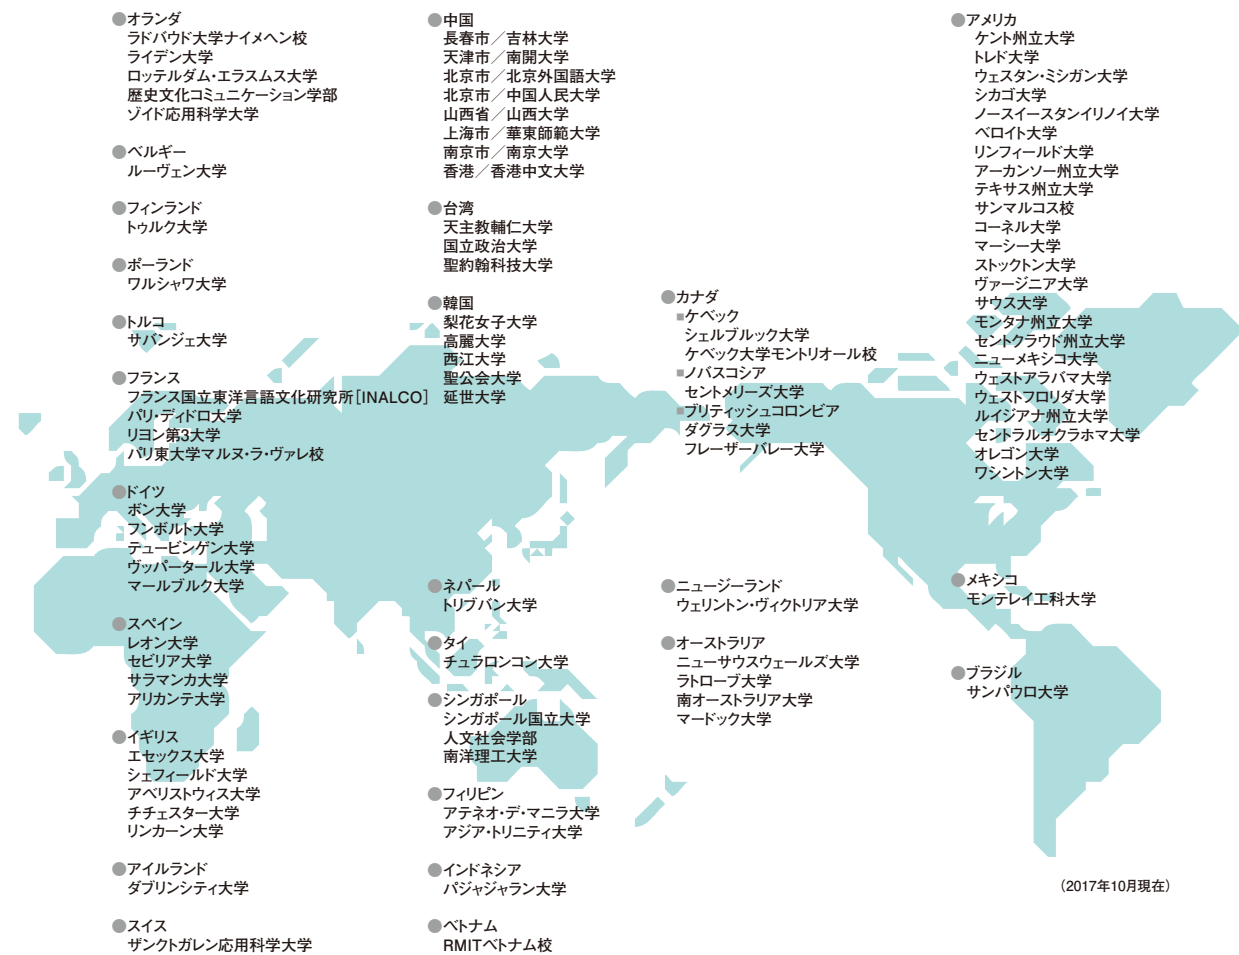 ●オランダ
ラドバウド大学ナイメヘン校
ライデン大学
ロッテルダム・エラスムス大学
歴史文化コミュニケーション学部
ゾイド応用科学大学
●ベルギー
ルーヴェン大学
●フィンランド
トゥルク大学
●ポーランド
ワルシャワ大学
●トルコ
サバンジェ大学
●フランス
フランス国立東洋言語文化研究所[INALCO]
パリ・ディドロ大学
リヨン第3大学
パリ東大学マルヌ・ラ・ヴァレ校
●ドイツ
ボン大学
フンボルト大学
テュービンゲン大学
ヴッパータール大学
マールブルク大学
●スペイン
レオン大学
セビリア大学
サラマンカ大学
アリカンテ大学
●イギリス
エセックス大学
シェフィールド大学
アベリストウィス大学
チチェスター大学
リンカーン大学
●アイルランド
ダブリンシティ大学
●スイス
ザンクトガレン応用科学大学
●中国
長春市／吉林大学
天津市／南開大学
北京市／北京外国語大学
北京市／中国人民大学
山西省／山西大学
上海市／華東師範大学
南京市／南京大学
香港／香港中文大学
●台湾
天主教輔仁大学
国立政治大学
聖約翰科技大学
●韓国
梨花女子大学
高麗大学
西江大学
聖公会大学
延世大学
●ネパール
トリブバン大学
●タイ
チュラロンコン大学
●シンガポール
シンガポール国立大学
人文社会学部
南洋理工大学
●フィリピン
アテネオ・デ・マニラ大学
アジア・トリニティ大学
●インドネシア
パジャジャラン大学
●ベトナム
RMITベトナム校
●カナダ
■ケベック
シェルブルック大学
ケベック大学モントリオール校
■ノバスコシア
セントメリーズ大学
■ブリティッシュコロンビア
ダグラス大学
フレーザーバレー大学
●ニュージーランド
ウェリントン・ヴィクトリア大学
●オーストラリア
ニューサウスウェールズ大学
ラトローブ大学
南オーストラリア大学
マードック大学
●アメリカ
ケント州立大学
トレド大学
ウェスタン・ミシガン大学
シカゴ大学
ノースイースタンイリノイ大学
ベロイト大学
リンフィールド大学
アーカンソー州立大学
テキサス州立大学
サンマルコス校
コーネル大学
マーシー大学
ストックトン大学
ヴァージニア大学
サウス大学
モンタナ州立大学
セントクラウド州立大学
ニューメキシコ大学
ウェストアラバマ大学
ウェストフロリダ大学
ルイジアナ州立大学
セントラルオクラホマ大学
オレゴン大学
ワシントン大学
●メキシコ
モンテレイ工科大学
●ブラジル
サンパウロ大学
（2017年10月現在）